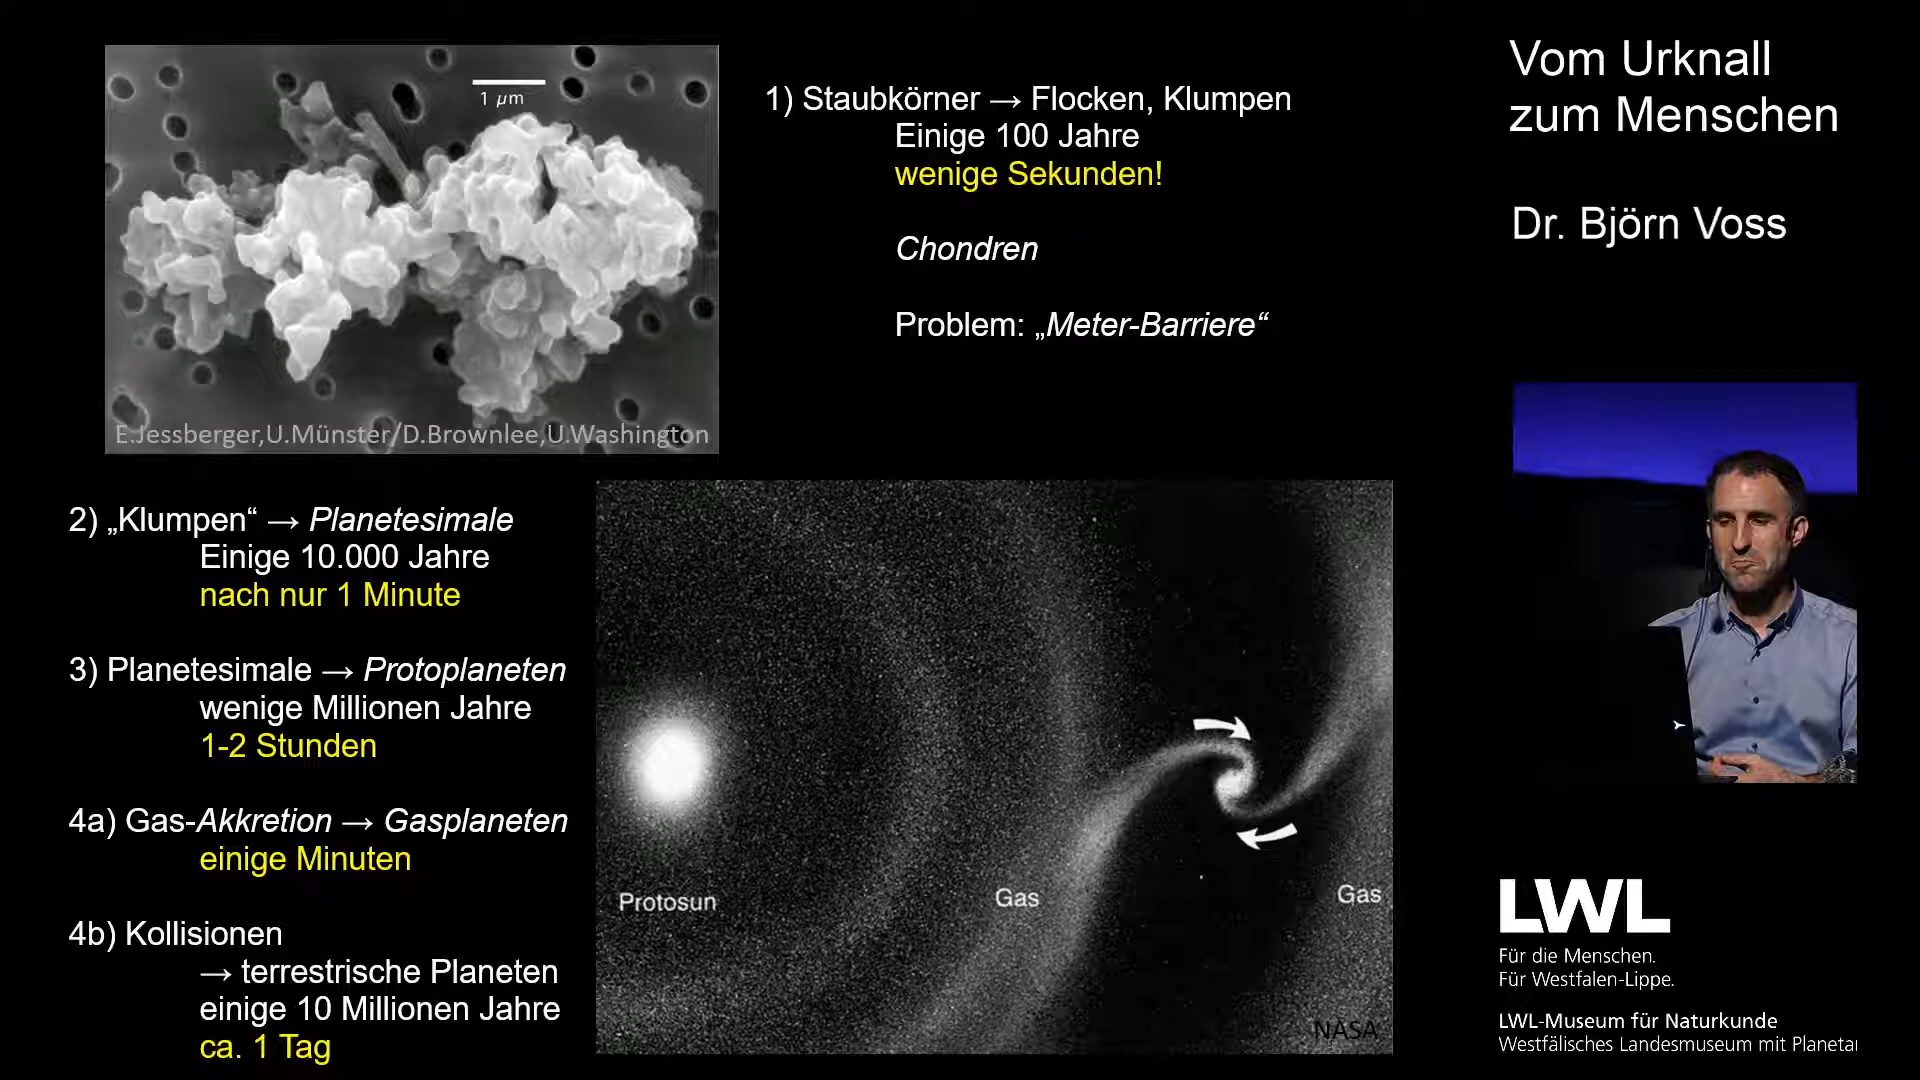 1 µm
E.Jessberger,U.Münster/D.Brownlee,U.Washington
1) Staubkörner → Flocken, Klumpen
Einige 100 Jahre
wenige Sekunden!
Chondren
Problem: „Meter-Barriere“
2) „Klumpen“ → Planetesimale
Einige 10.000 Jahre
nach nur 1 Minute
3) Planetesimale → Protoplaneten
wenige Millionen Jahre
1-2 Stunden
4a) Gas-Akkretion → Gasplaneten
einige Minuten
4b) Kollisionen
→ terrestrische Planeten
einige 10 Millionen Jahre
ca. 1 Tag
Protosun
Gas
Gas
NASA
Vom Urknall
zum Menschen
Dr. Björn Voss
LWL
Für die Menschen.
Für Westfalen-Lippe.
LWL-Museum für Naturkunde
Westfälisches Landesmuseum mit Planetar